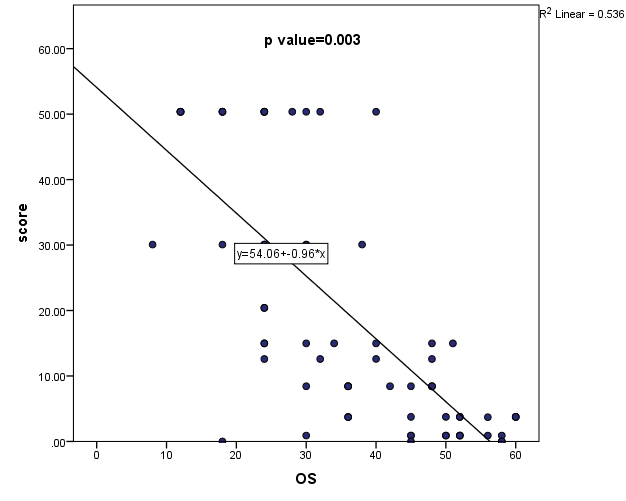 R2 Linear = 0.536
p value=0.003
60.00
50.00
40.00
30.00
20.00
10.00
.00
score
y=54.06+-0.96*x
0 10 20 30 40 50 60
OS